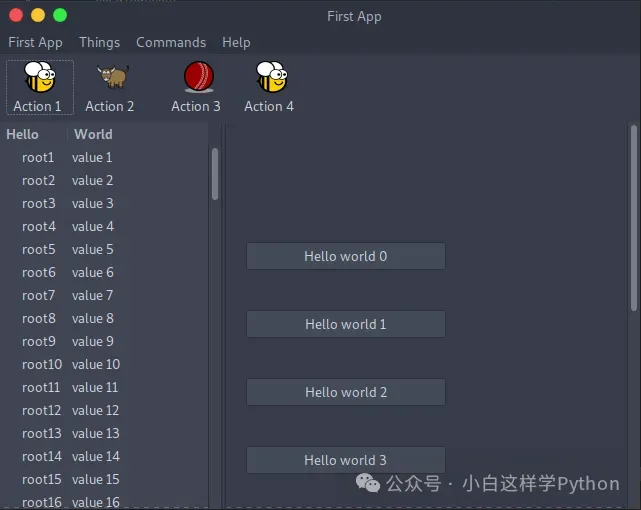 First App
First App Things Commands Help
Action 1 Action 2 Action 3 Action 4
Hello World
root1 value 1
root2 value 2
root3 value 3
root4 value 4
root5 value 5
root6 value 6
root7 value 7
root8 value 8
root9 value 9
root10 value 10
root11 value 11
root12 value 12
root13 value 13
root14 value 14
root15 value 15
root16 value 16
Hello world 0
Hello world 1
Hello world 2
Hello world 3
公众号 · 小白这样学Python